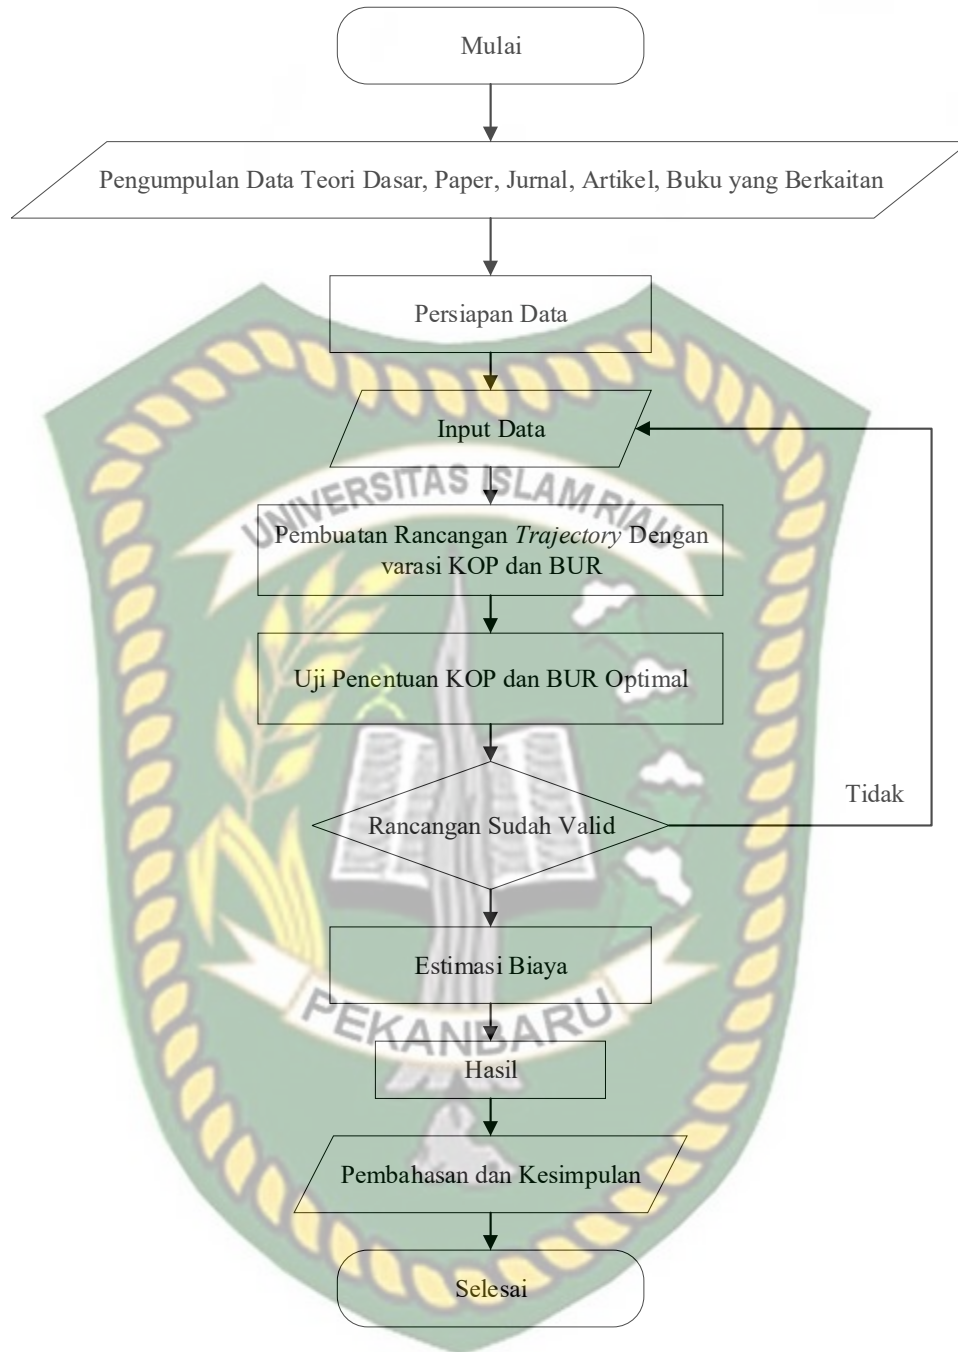 Mulai
Pengumpulan Data Teori Dasar, Paper, Jurnal, Artikel, Buku yang Berkaitan
Persiapan Data
Input Data
UNIVERSITAS ISLAM RIAU
Pembuatan Rancangan Trajectory Dengan
varasi KOP dan BUR
Uji Penentuan KOP dan BUR Optimal
Tidak
Rancangan Sudah Valid
Estimasi Biaya
PEKANBARU
Hasil
Pembahasan dan Kesimpulan
Selesai